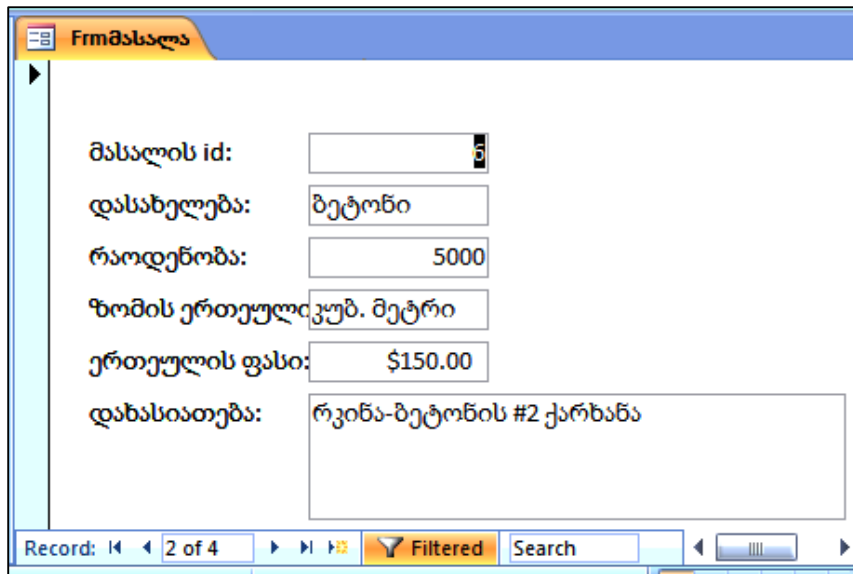 Frmმასალა
მასალის id: 6
დასახელება: ბეტონი
რაოდენობა: 5000
ზომის ერთეული კუბ. მეტრი
ერთეულის ფასი: $150.00
დახასიათება: რკინა-ბეტონის #2 ქარხანა
Record: 2 of 4 Filtered Search